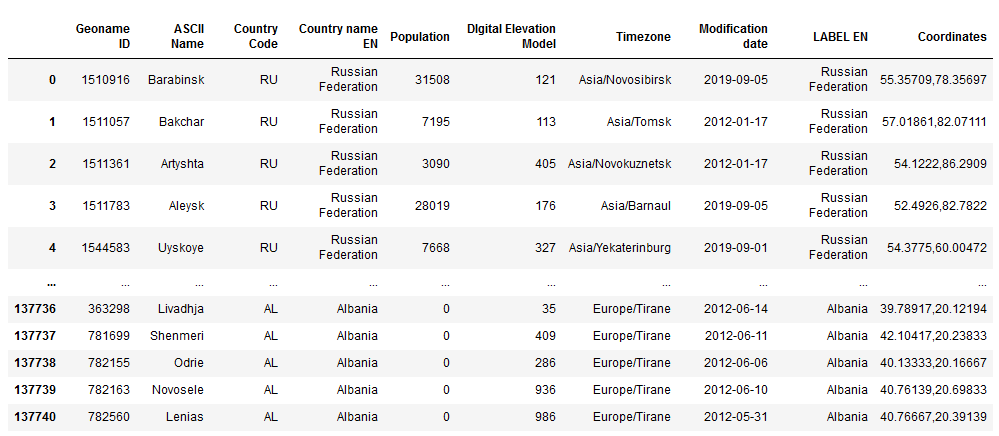 Geoname ID ASCII Name Country Code Country name EN Population DIgital Elevation Model Timezone Modification date LABEL EN Coordinates
0 1510916 Barabinsk RU Russian Federation 31508 121 Asia/Novosibirsk 2019-09-05 Russian Federation 55.35709,78.35697
1 1511057 Bakchar RU Russian Federation 7195 113 Asia/Tomsk 2012-01-17 Russian Federation 57.01861,82.07111
2 1511361 Artyshta RU Russian Federation 3090 405 Asia/Novokuznetsk 2012-01-17 Russian Federation 54.1222,86.2909
3 1511783 Aleysk RU Russian Federation 28019 176 Asia/Barnaul 2019-09-05 Russian Federation 52.4926,82.7822
4 1544583 Uyskoye RU Russian Federation 7668 327 Asia/Yekaterinburg 2019-09-01 Russian Federation 54.3775,60.00472
... ... ... ... ... ... ... ... ... ... ...
137736 363298 Livadhja AL Albania 0 35 Europe/Tirane 2012-06-14 Albania 39.78917,20.12194
137737 781699 Shenmeri AL Albania 0 409 Europe/Tirane 2012-06-11 Albania 42.10417,20.23833
137738 782155 Odrie AL Albania 0 286 Europe/Tirane 2012-06-06 Albania 40.13333,20.16667
137739 782163 Novosele AL Albania 0 936 Europe/Tirane 2012-06-10 Albania 40.76139,20.69833
137740 782560 Lenias AL Albania 0 986 Europe/Tirane 2012-05-31 Albania 40.76667,20.39139